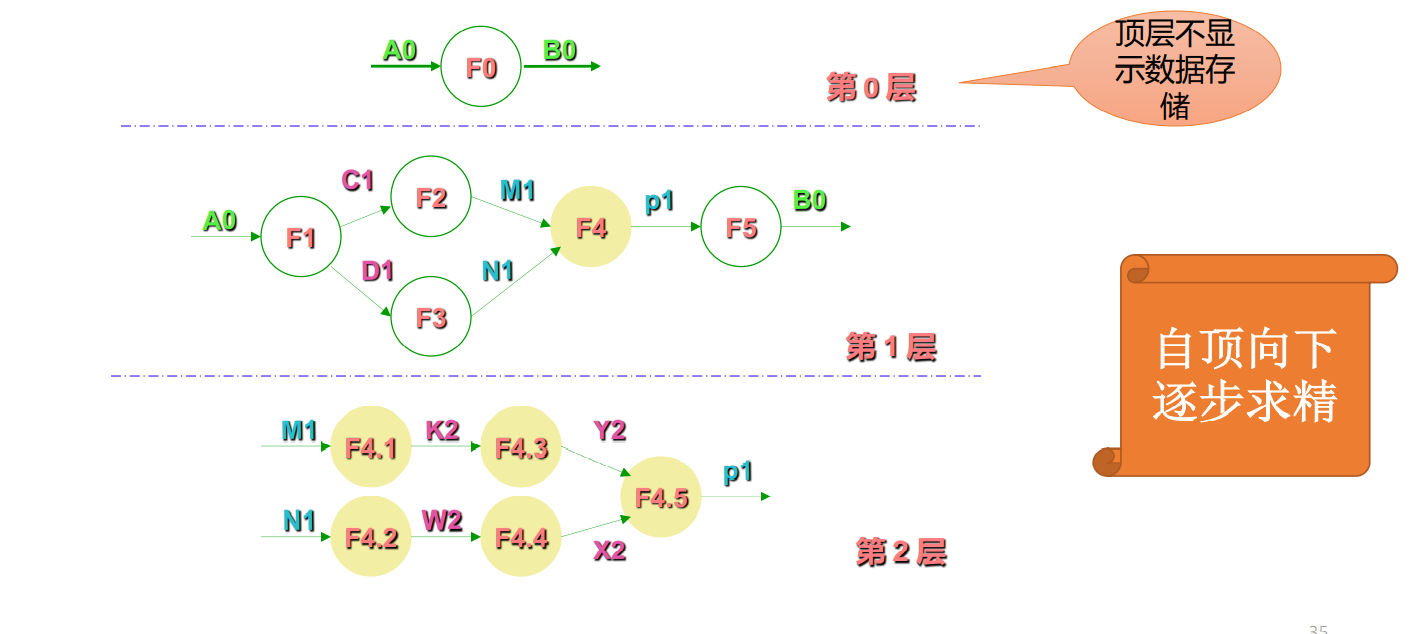 A0
F0
B0
第 0 层
顶层不显
示数据存
储
A0
F1
C1
D1
F2
F3
M1
N1
F4
p1
F5
B0
第 1 层
自顶向下
逐步求精
M1
F4.1
K2
F4.3
Y2
N1
F4.2
W2
F4.4
X2
F4.5
p1
第 2 层
35